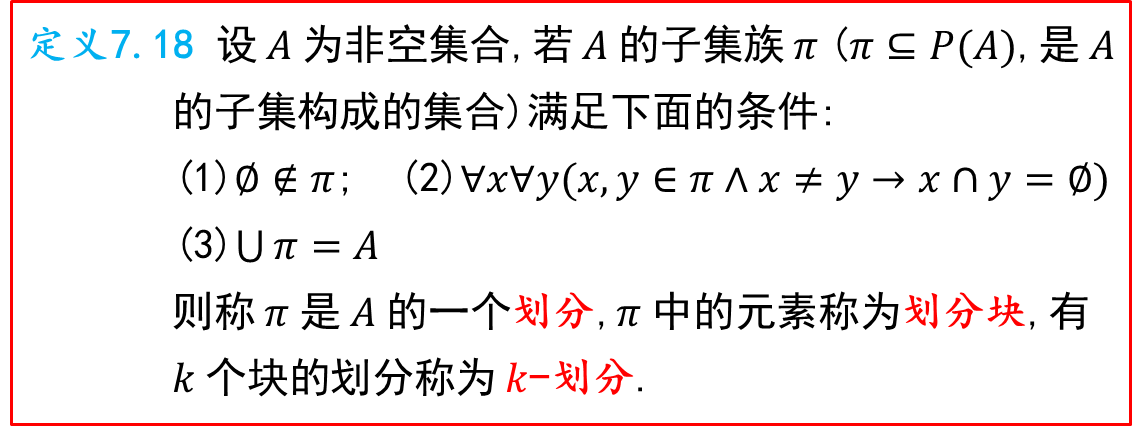 定义7.18 设 A 为非空集合, 若 A 的子集族 π (π ⊆ P(A), 是 A
的子集构成的集合) 满足下面的条件:
(1) ∅ ∉ π; (2) ∀x∀y(x, y ∈ π ∧ x ≠ y → x ∩ y = ∅)
(3) ⋃ π = A
则称 π 是 A 的一个划分, π 中的元素称为划分块, 有
k 个块的划分称为 k-划分.